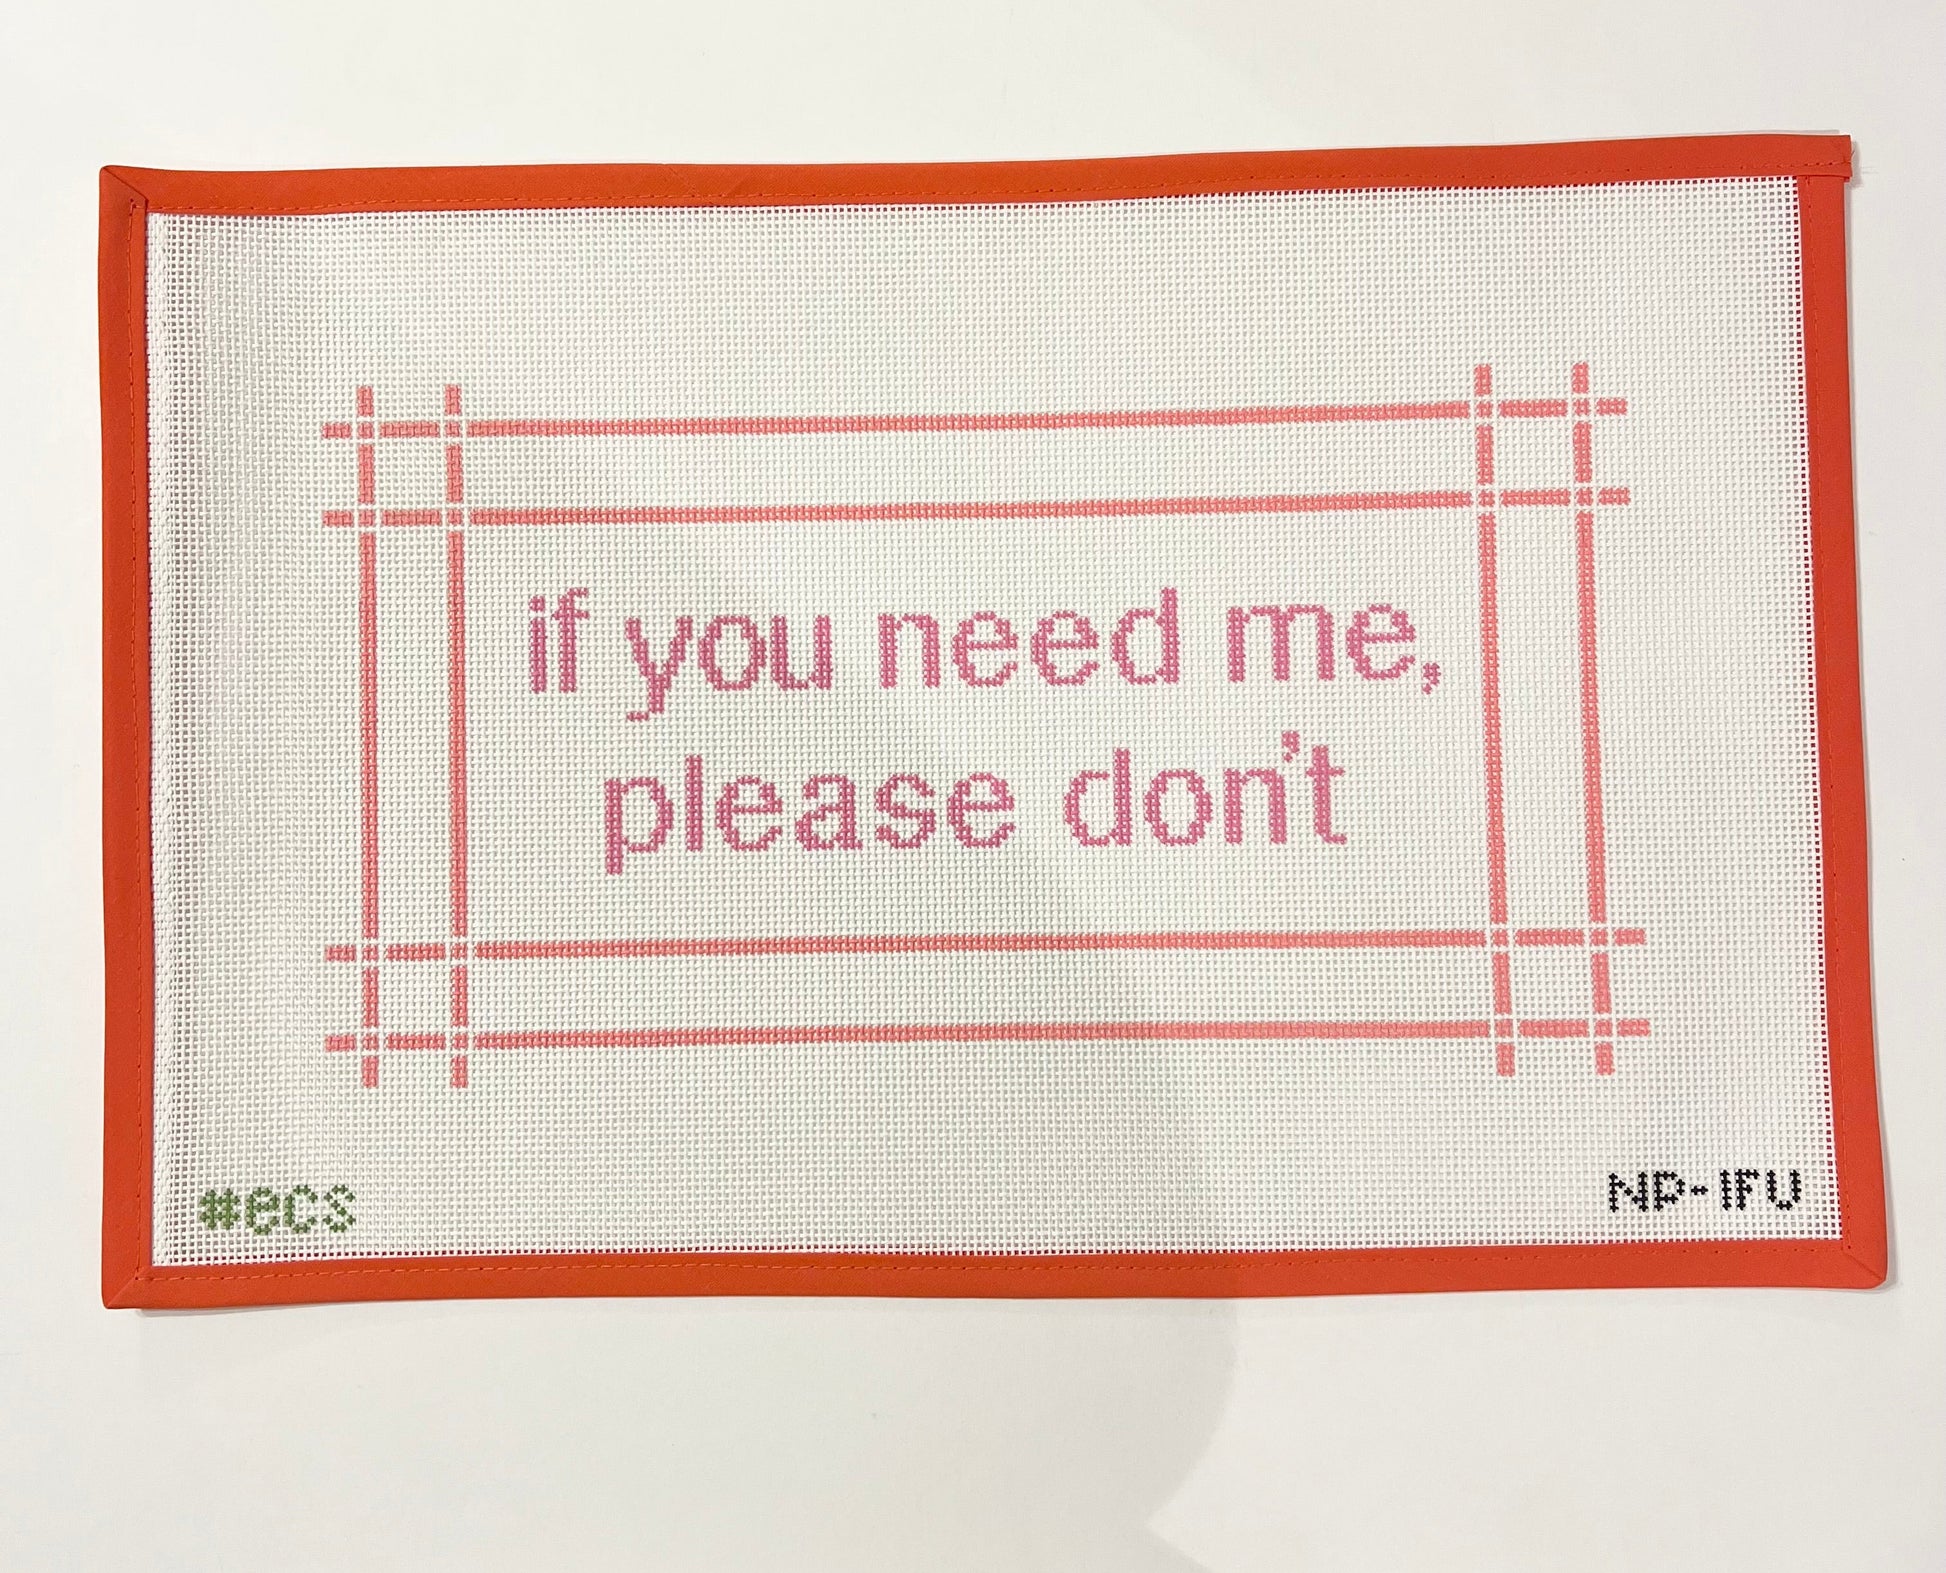 if you need me,
please don't
#ecs
NP-IFU